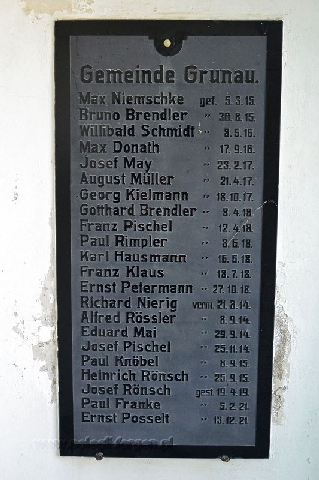 Gemeinde Grunau.
Max Niemschke gef. 5.3.15.
Bruno Brendler " 30.8.15.
Willibald Schmidt " 8.5.16.
Max Donath " 17.9.16.
Josef May " 23.2.17.
August Müller " 21.4.17.
Georg Kielmann " 18.10.17.
Gotthard Brendler " 8.4.18.
Franz Pischel " 12.4.18.
Paul Rimpler " 8.6.18.
Karl Hausmann " 16.6.18.
Franz Klaus " 18.7.18.
Ernst Petermann " 27.10.18.
Richard Nierig verm. 21.8.14.
Alfred Rössler " 8.9.14.
Eduard Mai " 29.9.14.
Josef Pischel " 25.11.14.
Paul Knöbel " 8.9.15.
Heinrich Rönsch " 25.9.15.
Josef Rönsch gest. 19.4.19.
Paul Franke " 5.2.21.
Ernst Posselt " 13.12.21.